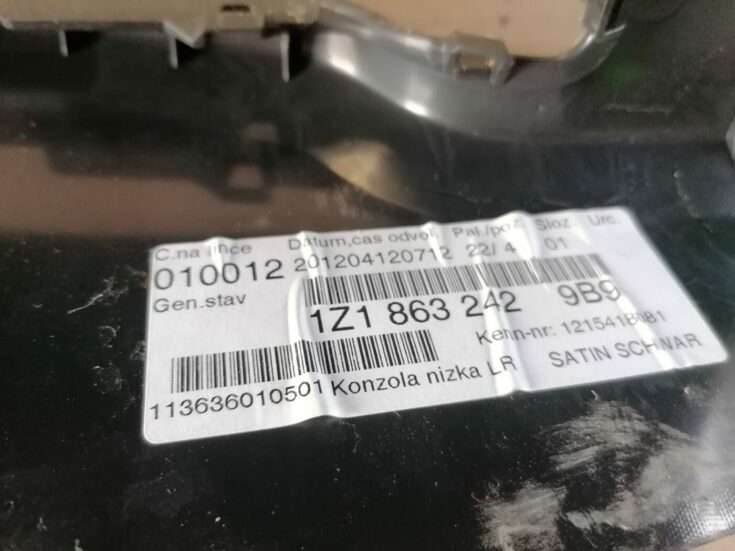 C.na lince Datum,cas odvol. Pal./poz. Sloz. Urc.
010012 201204120712 22/ 4 01
Gen.stav
1Z1 863 242 9B9
Kenn-nr: 1215418081
113636010501 Konzola nizka LR SATIN SCHWAR